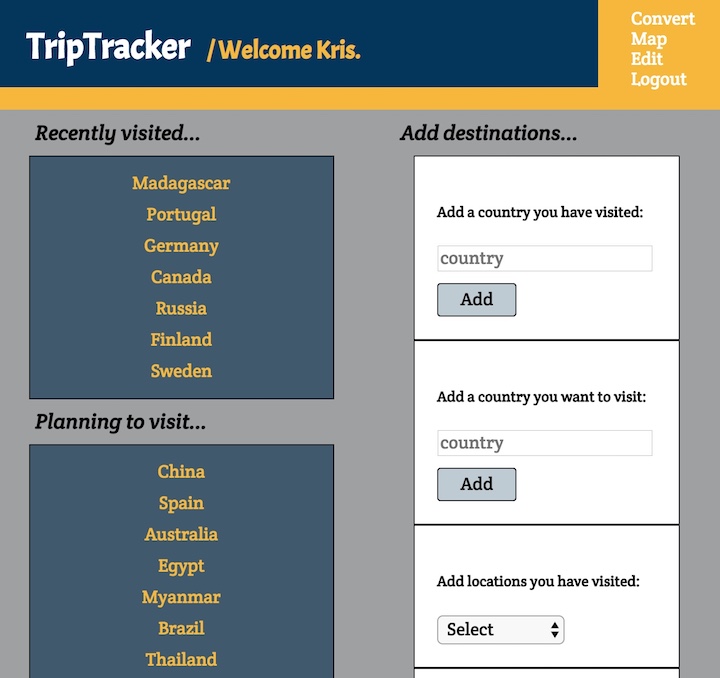 TripTracker / Welcome Kris.
Convert
Map
Edit
Logout
Recently visited...
Madagascar
Portugal
Germany
Canada
Russia
Finland
Sweden
Planning to visit...
China
Spain
Australia
Egypt
Myanmar
Brazil
Thailand
Add destinations...
Add a country you have visited:
country
Add
Add a country you want to visit:
country
Add
Add locations you have visited:
Select